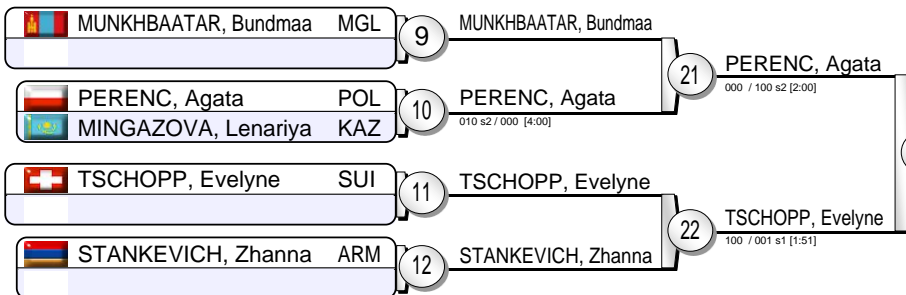 MUNKHBAATAR, Bundmaa MGL
9
MUNKHBAATAR, Bundmaa
PERENC, Agata POL
MINGAZOVA, Lenariya KAZ
10
PERENC, Agata
010 s2 / 000 [4:00]
21
PERENC, Agata
000 / 100 s2 [2:00]
TSCHOPP, Evelyne SUI
11
TSCHOPP, Evelyne
STANKEVICH, Zhanna ARM
12
STANKEVICH, Zhanna
22
TSCHOPP, Evelyne
100 / 001 s1 [1:51]